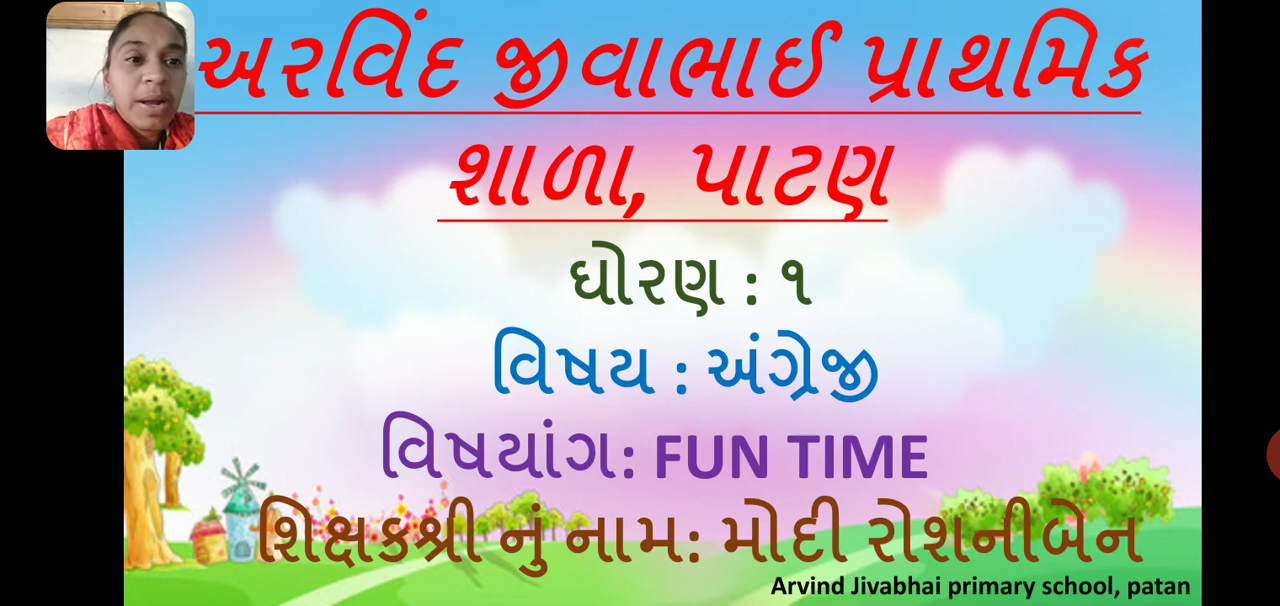 અરવિંદ જીવાભાઈ પ્રાથમિક
શાળા, પાટણ
ઘોરણ : ૧
વિષય : અંગ્રેજી
વિષયાંગ: FUN TIME
શિક્ષકશ્રી નું નામ: મોદી રોશનીબેન
Arvind Jivabhai primary school, patan